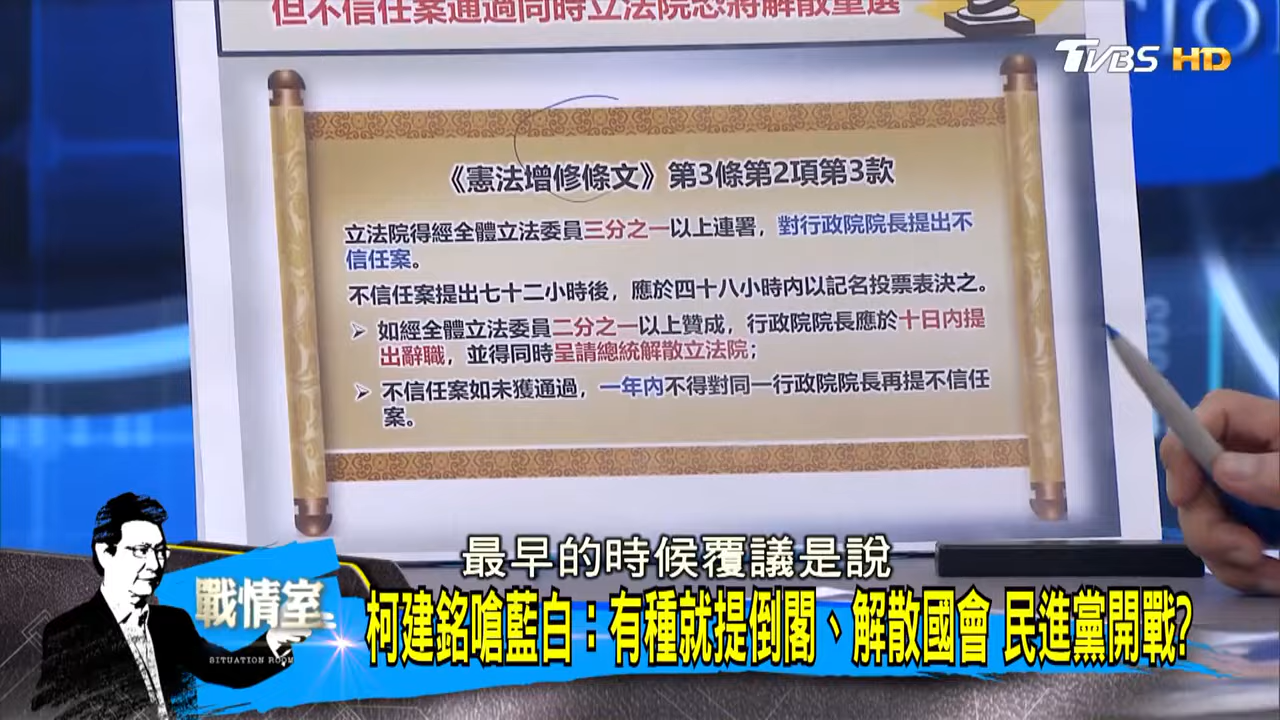 但不信任案通過同時立法院恐將解散重選
TVBS HD
《憲法增修條文》第3條第2項第3款
立法院得經全體立法委員三分之一以上連署，對行政院院長提出不
信任案。
不信任案提出七十二小時後，應於四十八小時內以記名投票表決之。
➢ 如經全體立法委員二分之一以上贊成，行政院院長應於十日內提
出辭職，並得同時呈請總統解散立法院；
➢ 不信任案如未獲通過，一年內不得對同一行政院院長再提不信任
案。
最早的時候覆議是說
戰情室
SITUATION ROOM
柯建銘嗆藍白：有種就提倒閣、解散國會 民進黨開戰?